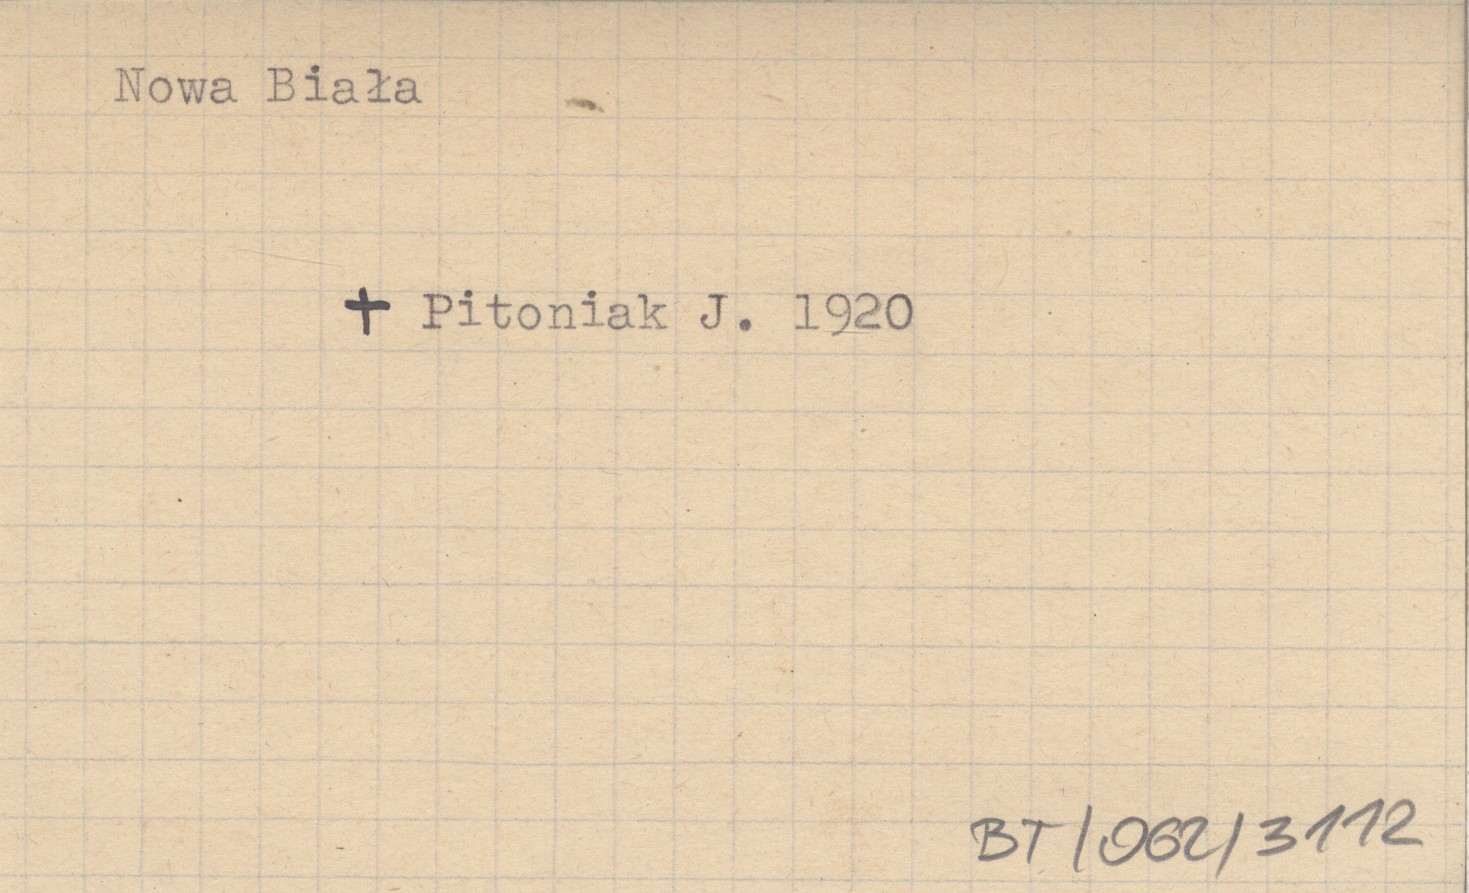 Nowa Biała
+ Pitoniak J. 1920
BT/062/3112